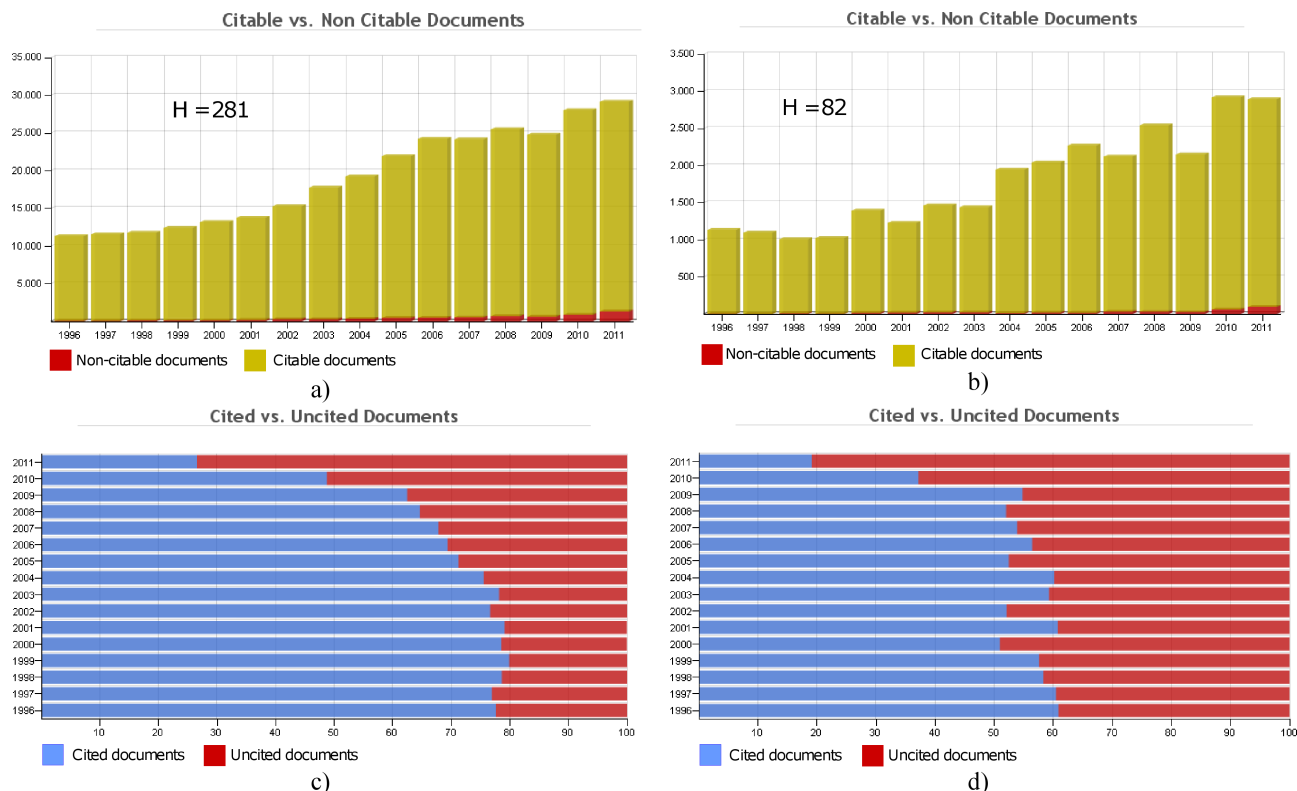 Citable vs. Non Citable Documents
35.000
30.000
25.000
20.000
15.000
10.000
5.000
H =281
1996 1997 1998 1999 2000 2001 2002 2003 2004 2005 2006 2007 2008 2009 2010 2011
Non-citable documents Citable documents
a)
Citable vs. Non Citable Documents
3.500
3.000
2.500
2.000
1.500
1.000
500
H =82
1996 1997 1998 1999 2000 2001 2002 2003 2004 2005 2006 2007 2008 2009 2010 2011
Non-citable documents Citable documents
b)
Cited vs. Uncited Documents
2011
2010
2009
2008
2007
2006
2005
2004
2003
2002
2001
2000
1999
1998
1997
1996
10 20 30 40 50 60 70 80 90 100
Cited documents Uncited documents
c)
Cited vs. Uncited Documents
2011
2010
2009
2008
2007
2006
2005
2004
2003
2002
2001
2000
1999
1998
1997
1996
10 20 30 40 50 60 70 80 90 100
Cited documents Uncited documents
d)